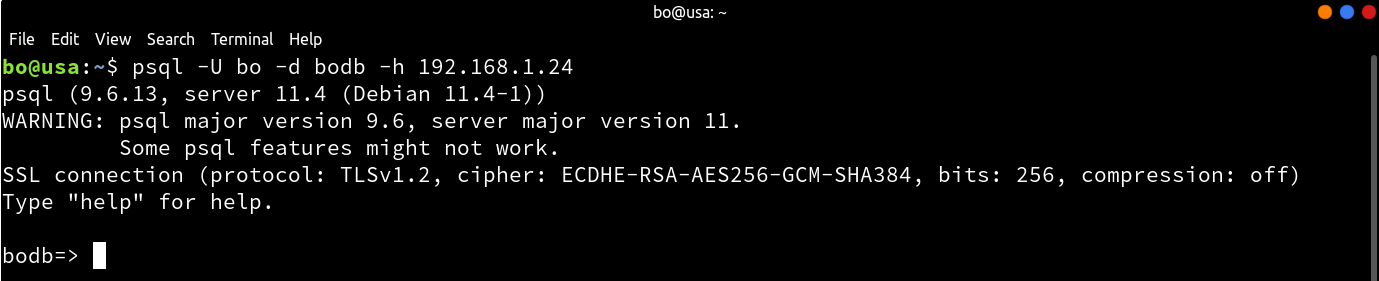 bo@usa: ~
File Edit View Search Terminal Help
bo@usa:~$ psql -U bo -d bodb -h 192.168.1.24
psql (9.6.13, server 11.4 (Debian 11.4-1))
WARNING: psql major version 9.6, server major version 11.
         Some psql features might not work.
SSL connection (protocol: TLSv1.2, cipher: ECDHE-RSA-AES256-GCM-SHA384, bits: 256, compression: off)
Type "help" for help.
bodb=>